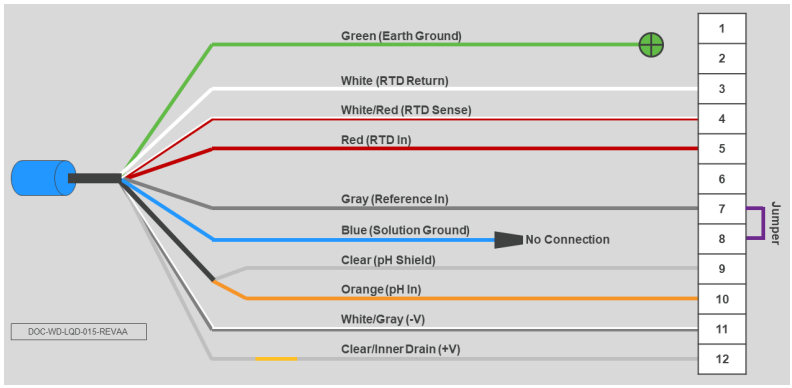 Green (Earth Ground)
1
2
White (RTD Return)
3
White/Red (RTD Sense)
4
Red (RTD In)
5
6
Gray (Reference In)
7
Blue (Solution Ground)
No Connection
8
Jumper
Clear (pH Shield)
9
Orange (pH In)
10
White/Gray (-V)
11
DOC-WD-LQD-015-REVAA
Clear/Inner Drain (+V)
12